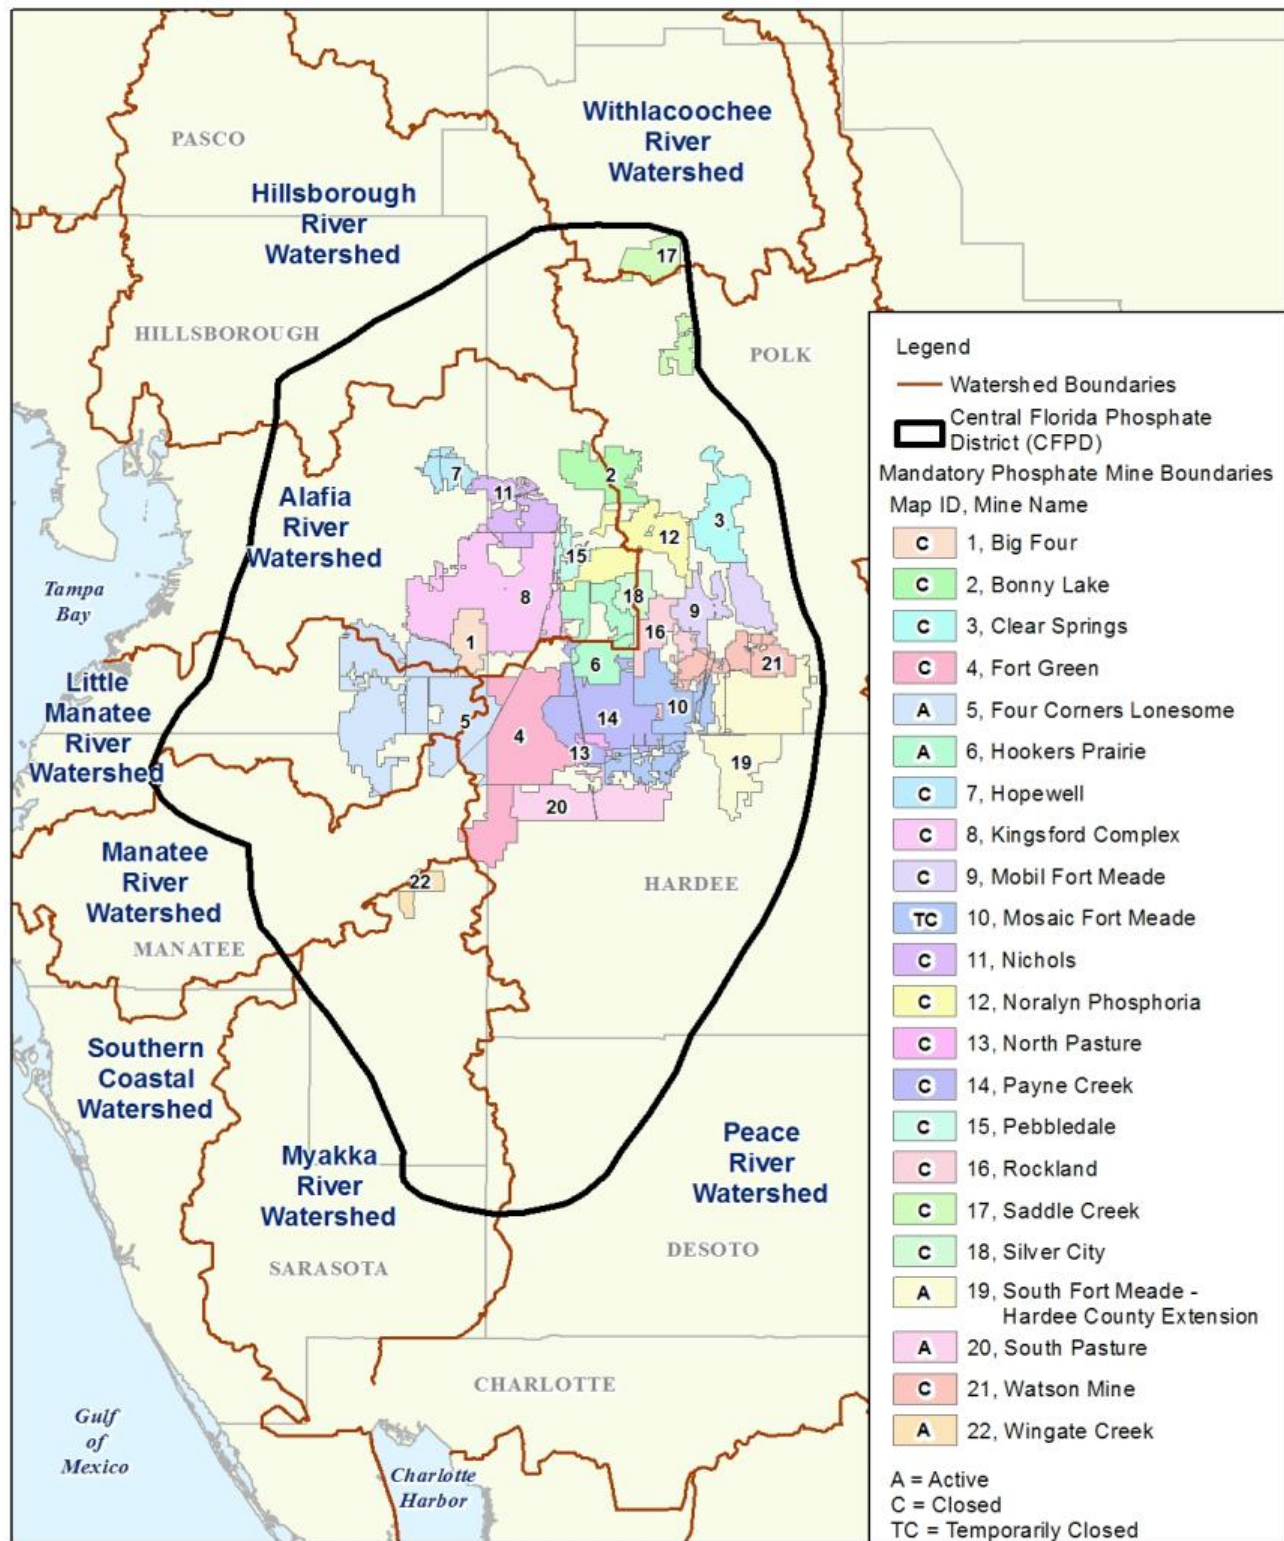 Withlacoochee
River
Watershed
PASCO
Hillsborough
River
Watershed
17
HILLSBOROUGH
POLK
Alafia
River
Watershed
7
11
2
3
12
15
Tampa
Bay
8
18
9
16
1
6
21
Little
Manatee
River
Watershed
5
4
14
10
13
19
20
Manatee
River
Watershed
22
HARDEE
MANATEE
Southern
Coastal
Watershed
Myakka
River
Watershed
Peace
River
Watershed
SARASOTA
DESOTO
CHARLOTTE
Gulf
of
Mexico
Charlotte
Harbor
Legend
Watershed Boundaries
Central Florida Phosphate
District (CFPD)
Mandatory Phosphate Mine Boundaries
Map ID, Mine Name
C 1, Big Four
C 2, Bonny Lake
C 3, Clear Springs
C 4, Fort Green
A 5, Four Corners Lonesome
A 6, Hookers Prairie
C 7, Hopewell
C 8, Kingsford Complex
C 9, Mobil Fort Meade
TC 10, Mosaic Fort Meade
C 11, Nichols
C 12, Noralyn Phosphoria
C 13, North Pasture
C 14, Payne Creek
C 15, Pebbledale
C 16, Rockland
C 17, Saddle Creek
C 18, Silver City
A 19, South Fort Meade -
Hardee County Extension
A 20, South Pasture
C 21, Watson Mine
A 22, Wingate Creek
A = Active
C = Closed
TC = Temporarily Closed